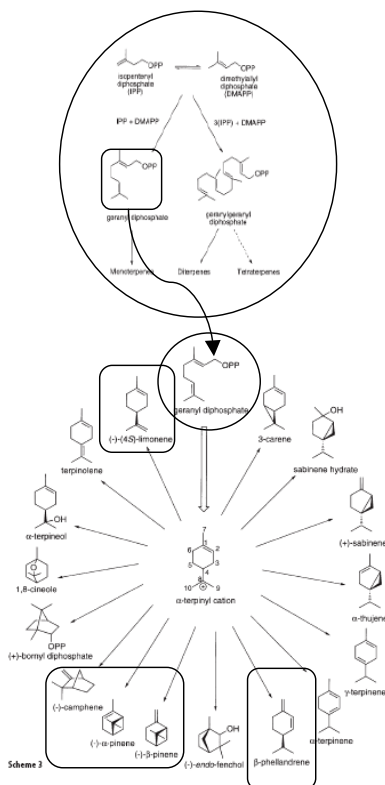 OPP
OPP
isopentenyl
diphosphate
(IPP)
dimethylallyl
diphosphate
(DMAPP)
IPP + DMAPP
3(IPP) + DMAPP
OPP
OPP
geranyl diphosphate
geranylgeranyl
diphosphate
Monoterpenes
Diterpenes
Tetraterpenes
OPP
geranyl diphosphate
(-)-(4S)-limonene
3-carene
OH
sabinene hydrate
terpinolene
(+)-sabinene
OH
α-terpineol
7
1
6
2
5
3
4
8
10
9
α-terpinyl cation
O
1,8-cineole
α-thujene
OPP
(+)-bornyl diphosphate
γ-terpinene
(-)-camphene
(-)-α-pinene
(-)-β-pinene
OH
(-)-endo-fenchol
β-phellandrene
α-terpinene
Scheme 3